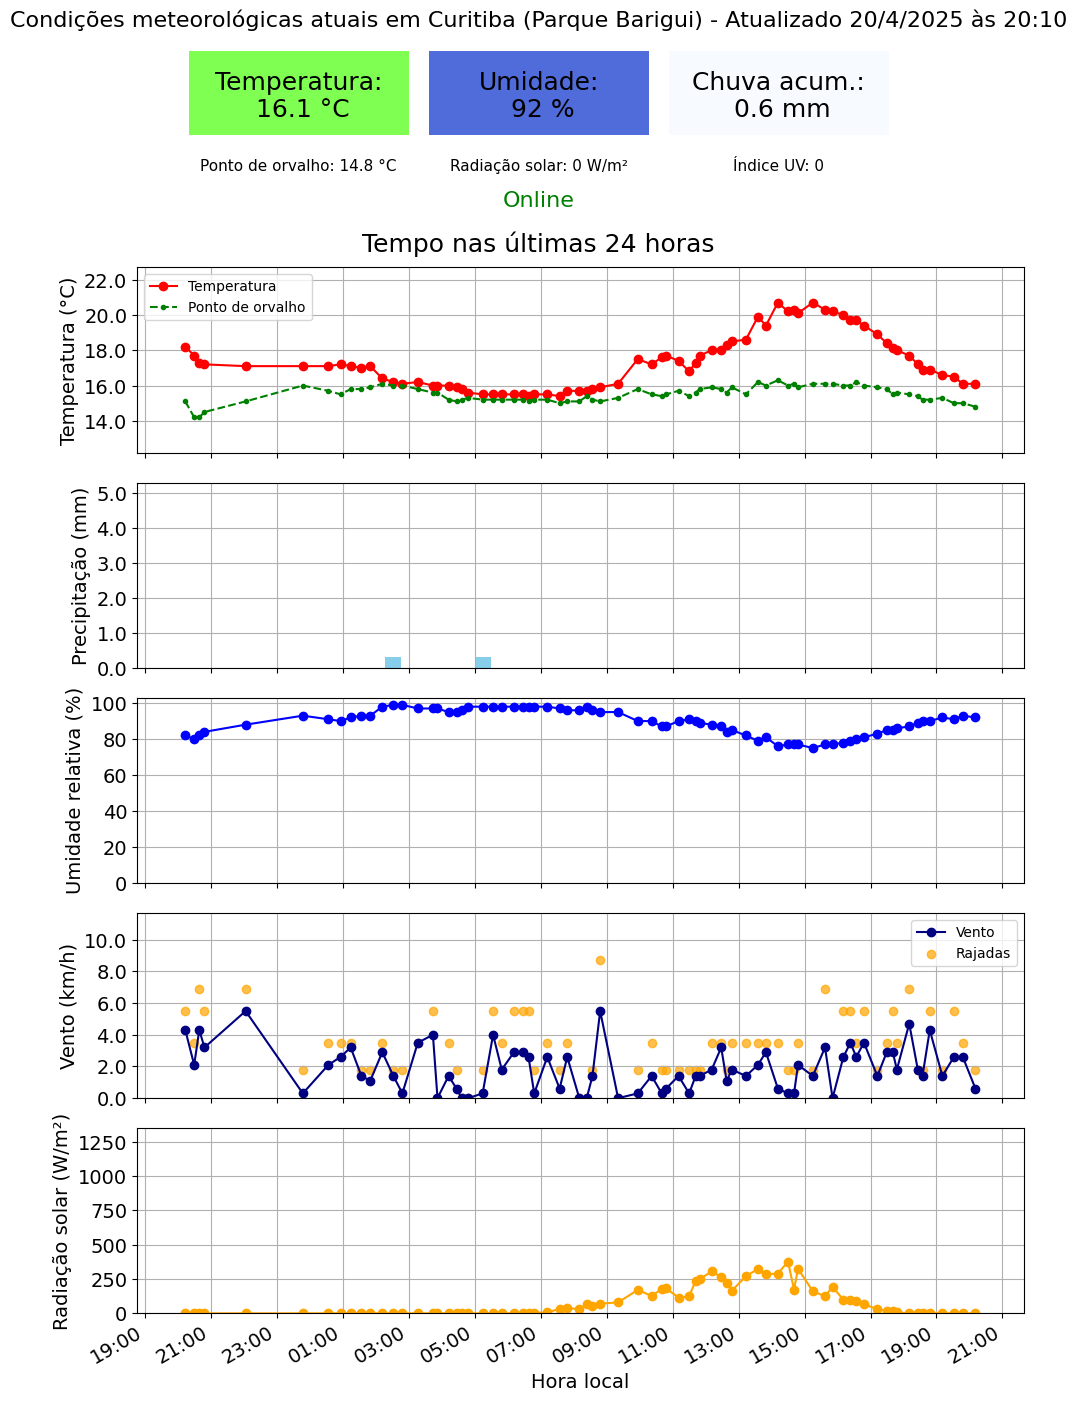 Condições meteorológicas atuais em Curitiba (Parque Barigui) - Atualizado 20/4/2025 às 20:10
Temperatura:
16.1 °C
Umidade:
92 %
Chuva acum.:
0.6 mm
Ponto de orvalho: 14.8 °C
Radiação solar: 0 W/m²
Índice UV: 0
Online
Tempo nas últimas 24 horas
Temperatura (°C)
22.0
20.0
18.0
16.0
14.0
Temperatura
Ponto de orvalho
Precipitação (mm)
5.0
4.0
3.0
2.0
1.0
0.0
Umidade relativa (%)
100
80
60
40
20
0
Vento (km/h)
10.0
8.0
6.0
4.0
2.0
0.0
Vento
Rajadas
Radiação solar (W/m²)
1250
1000
750
500
250
0
19:00
21:00
23:00
01:00
03:00
05:00
07:00
09:00
11:00
13:00
15:00
17:00
19:00
21:00
Hora local